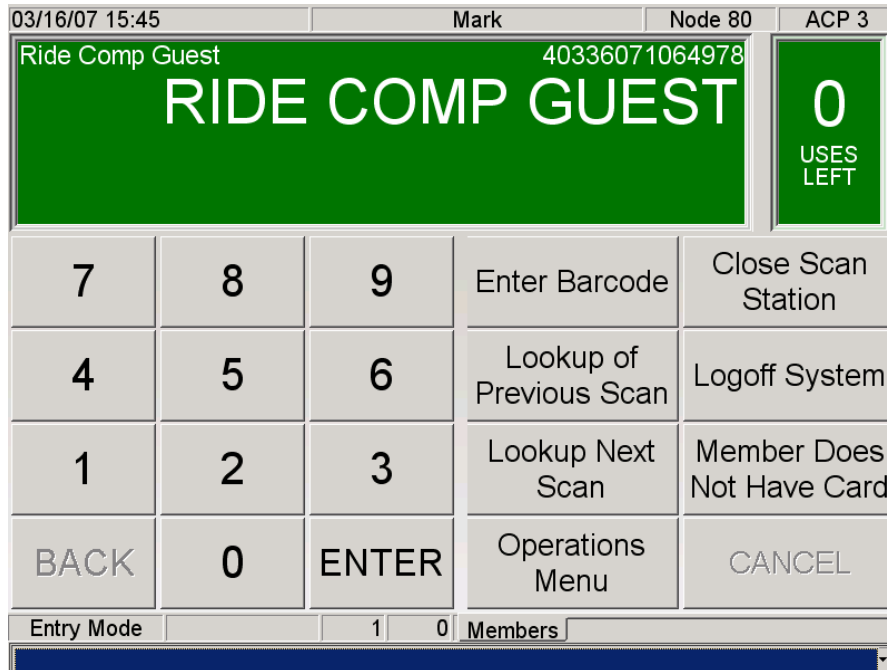 03/16/07 15:45 Mark Node 80 ACP 3
Ride Comp Guest 40336071064978
RIDE COMP GUEST
0
USES
LEFT
7 8 9 Enter Barcode Close Scan
Station
4 5 6 Lookup of
Previous Scan Logoff System
1 2 3 Lookup Next
Scan Member Does
Not Have Card
BACK 0 ENTER Operations
Menu CANCEL
Entry Mode 1 0 Members